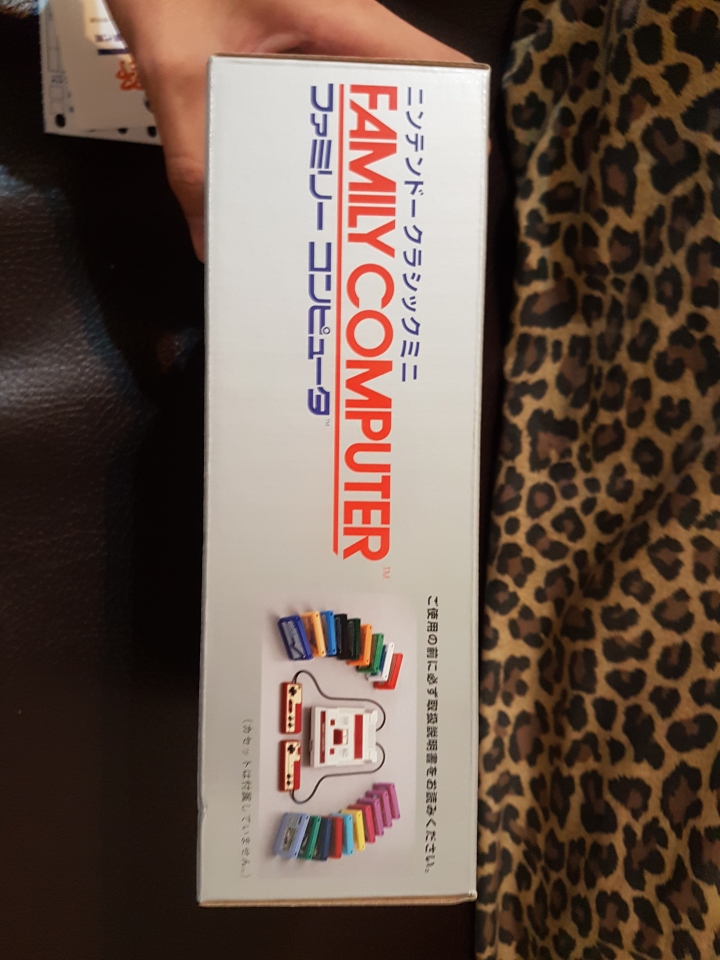 ニンテンドークラシックミニ
FAMILY COMPUTER™
ファミリー コンピュータ™
ご使用の前に必ず取扱説明書をお読みください。
（カセットは付属していません。）